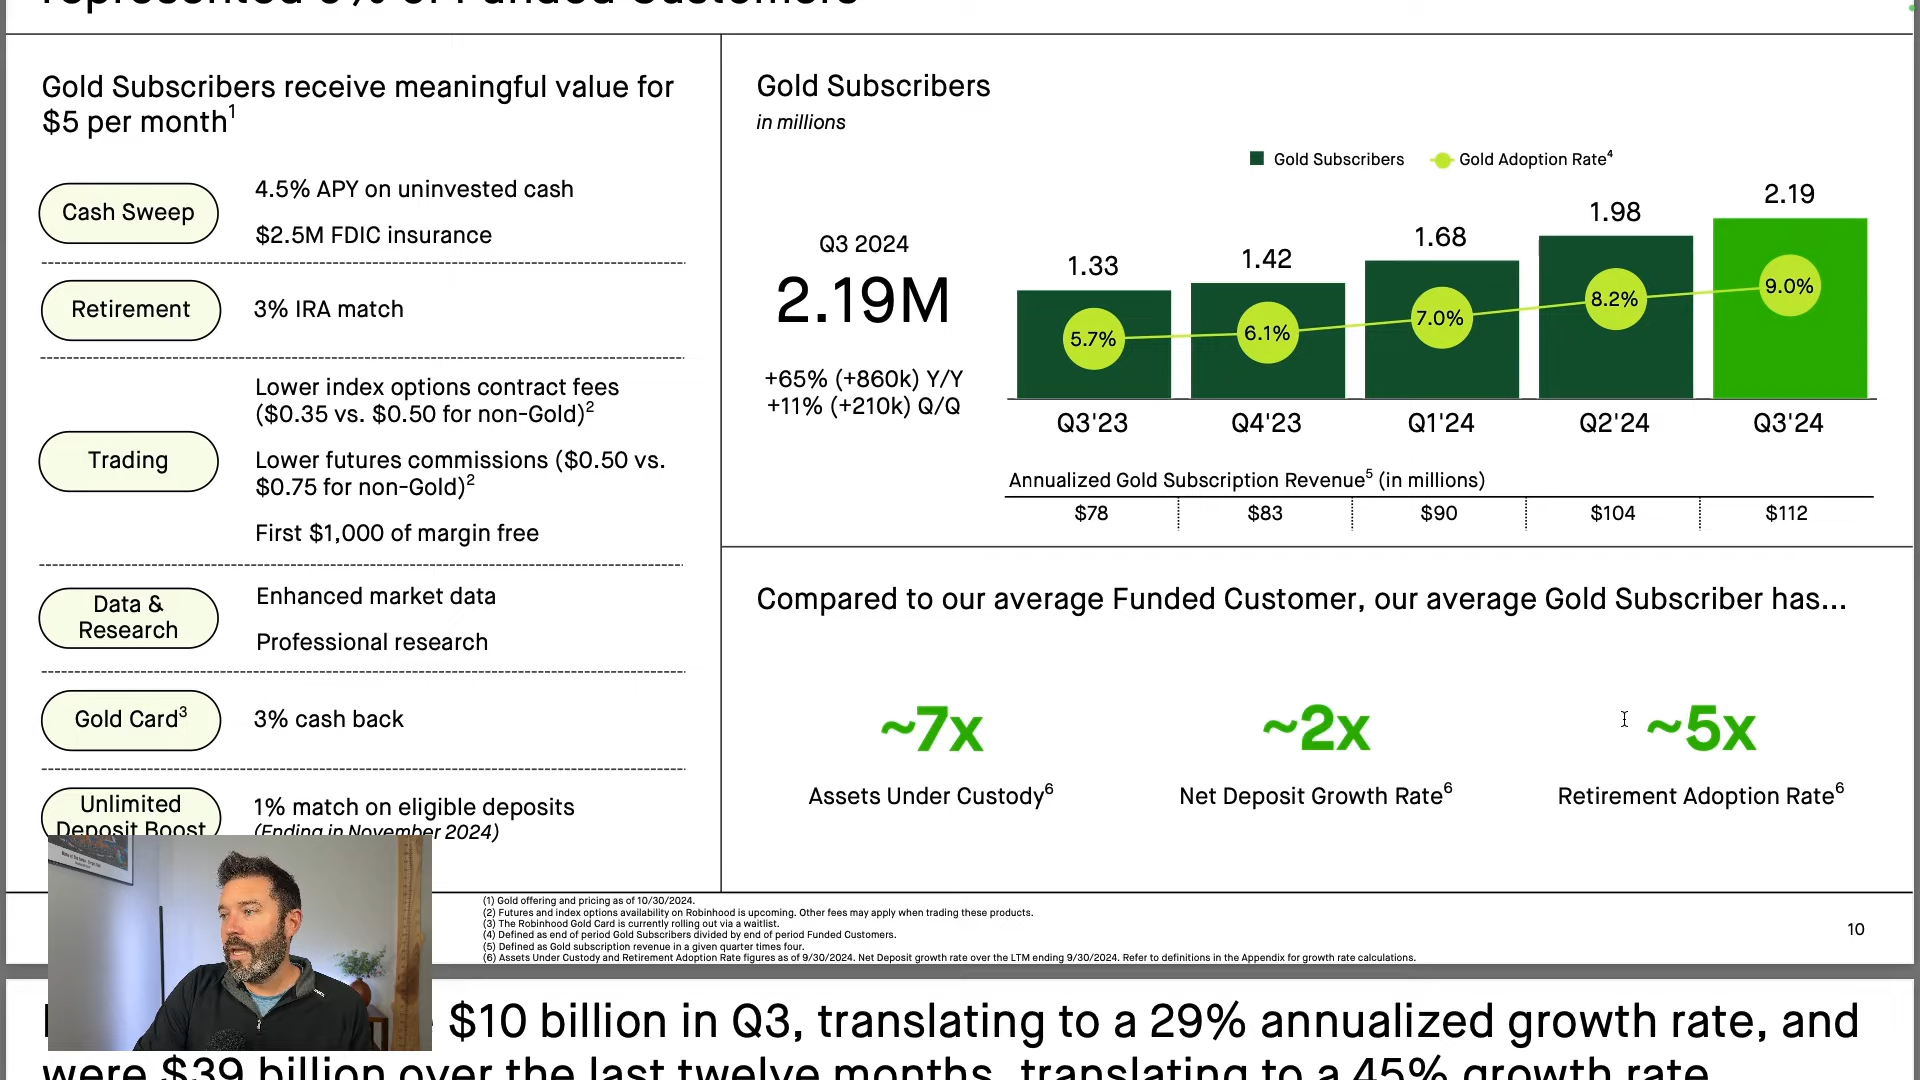 Gold Subscribers receive meaningful value for
$5 per month1
Cash Sweep
4.5% APY on uninvested cash
$2.5M FDIC insurance
Retirement
3% IRA match
Trading
Lower index options contract fees
($0.35 vs. $0.50 for non-Gold)2
Lower futures commissions ($0.50 vs.
$0.75 for non-Gold)2
First $1,000 of margin free
Data &
Research
Enhanced market data
Professional research
Gold Card3
3% cash back
Unlimited
Deposit Boost
1% match on eligible deposits
(Ending in November 2024)
Gold Subscribers
in millions
Gold Subscribers
Gold Adoption Rate4
Q3 2024
2.19M
+65% (+860k) Y/Y
+11% (+210k) Q/Q
1.33
1.42
1.68
1.98
2.19
5.7%
6.1%
7.0%
8.2%
9.0%
Q3'23
Q4'23
Q1'24
Q2'24
Q3'24
Annualized Gold Subscription Revenue5 (in millions)
$78
$83
$90
$104
$112
Compared to our average Funded Customer, our average Gold Subscriber has...
~7x
~2x
~5x
Assets Under Custody6
Net Deposit Growth Rate6
Retirement Adoption Rate6
(1) Gold offering and pricing as of 10/30/2024.
(2) Futures and index options availability on Robinhood is upcoming. Other fees may apply when trading these products.
(3) The Robinhood Gold Card is currently rolling out via a waitlist.
(4) Defined as end of period Gold Subscribers divided by end of period Funded Customers.
(5) Defined as Gold subscription revenue in a given quarter times four.
(6) Assets Under Custody and Retirement Adoption Rate figures as of 9/30/2024. Net Deposit growth rate over the LTM ending 9/30/2024. Refer to definitions in the Appendix for growth rate calculations.
10
$10 billion in Q3, translating to a 29% annualized growth rate, and
were $39 billion over the last twelve months, translating to a 45% growth rate